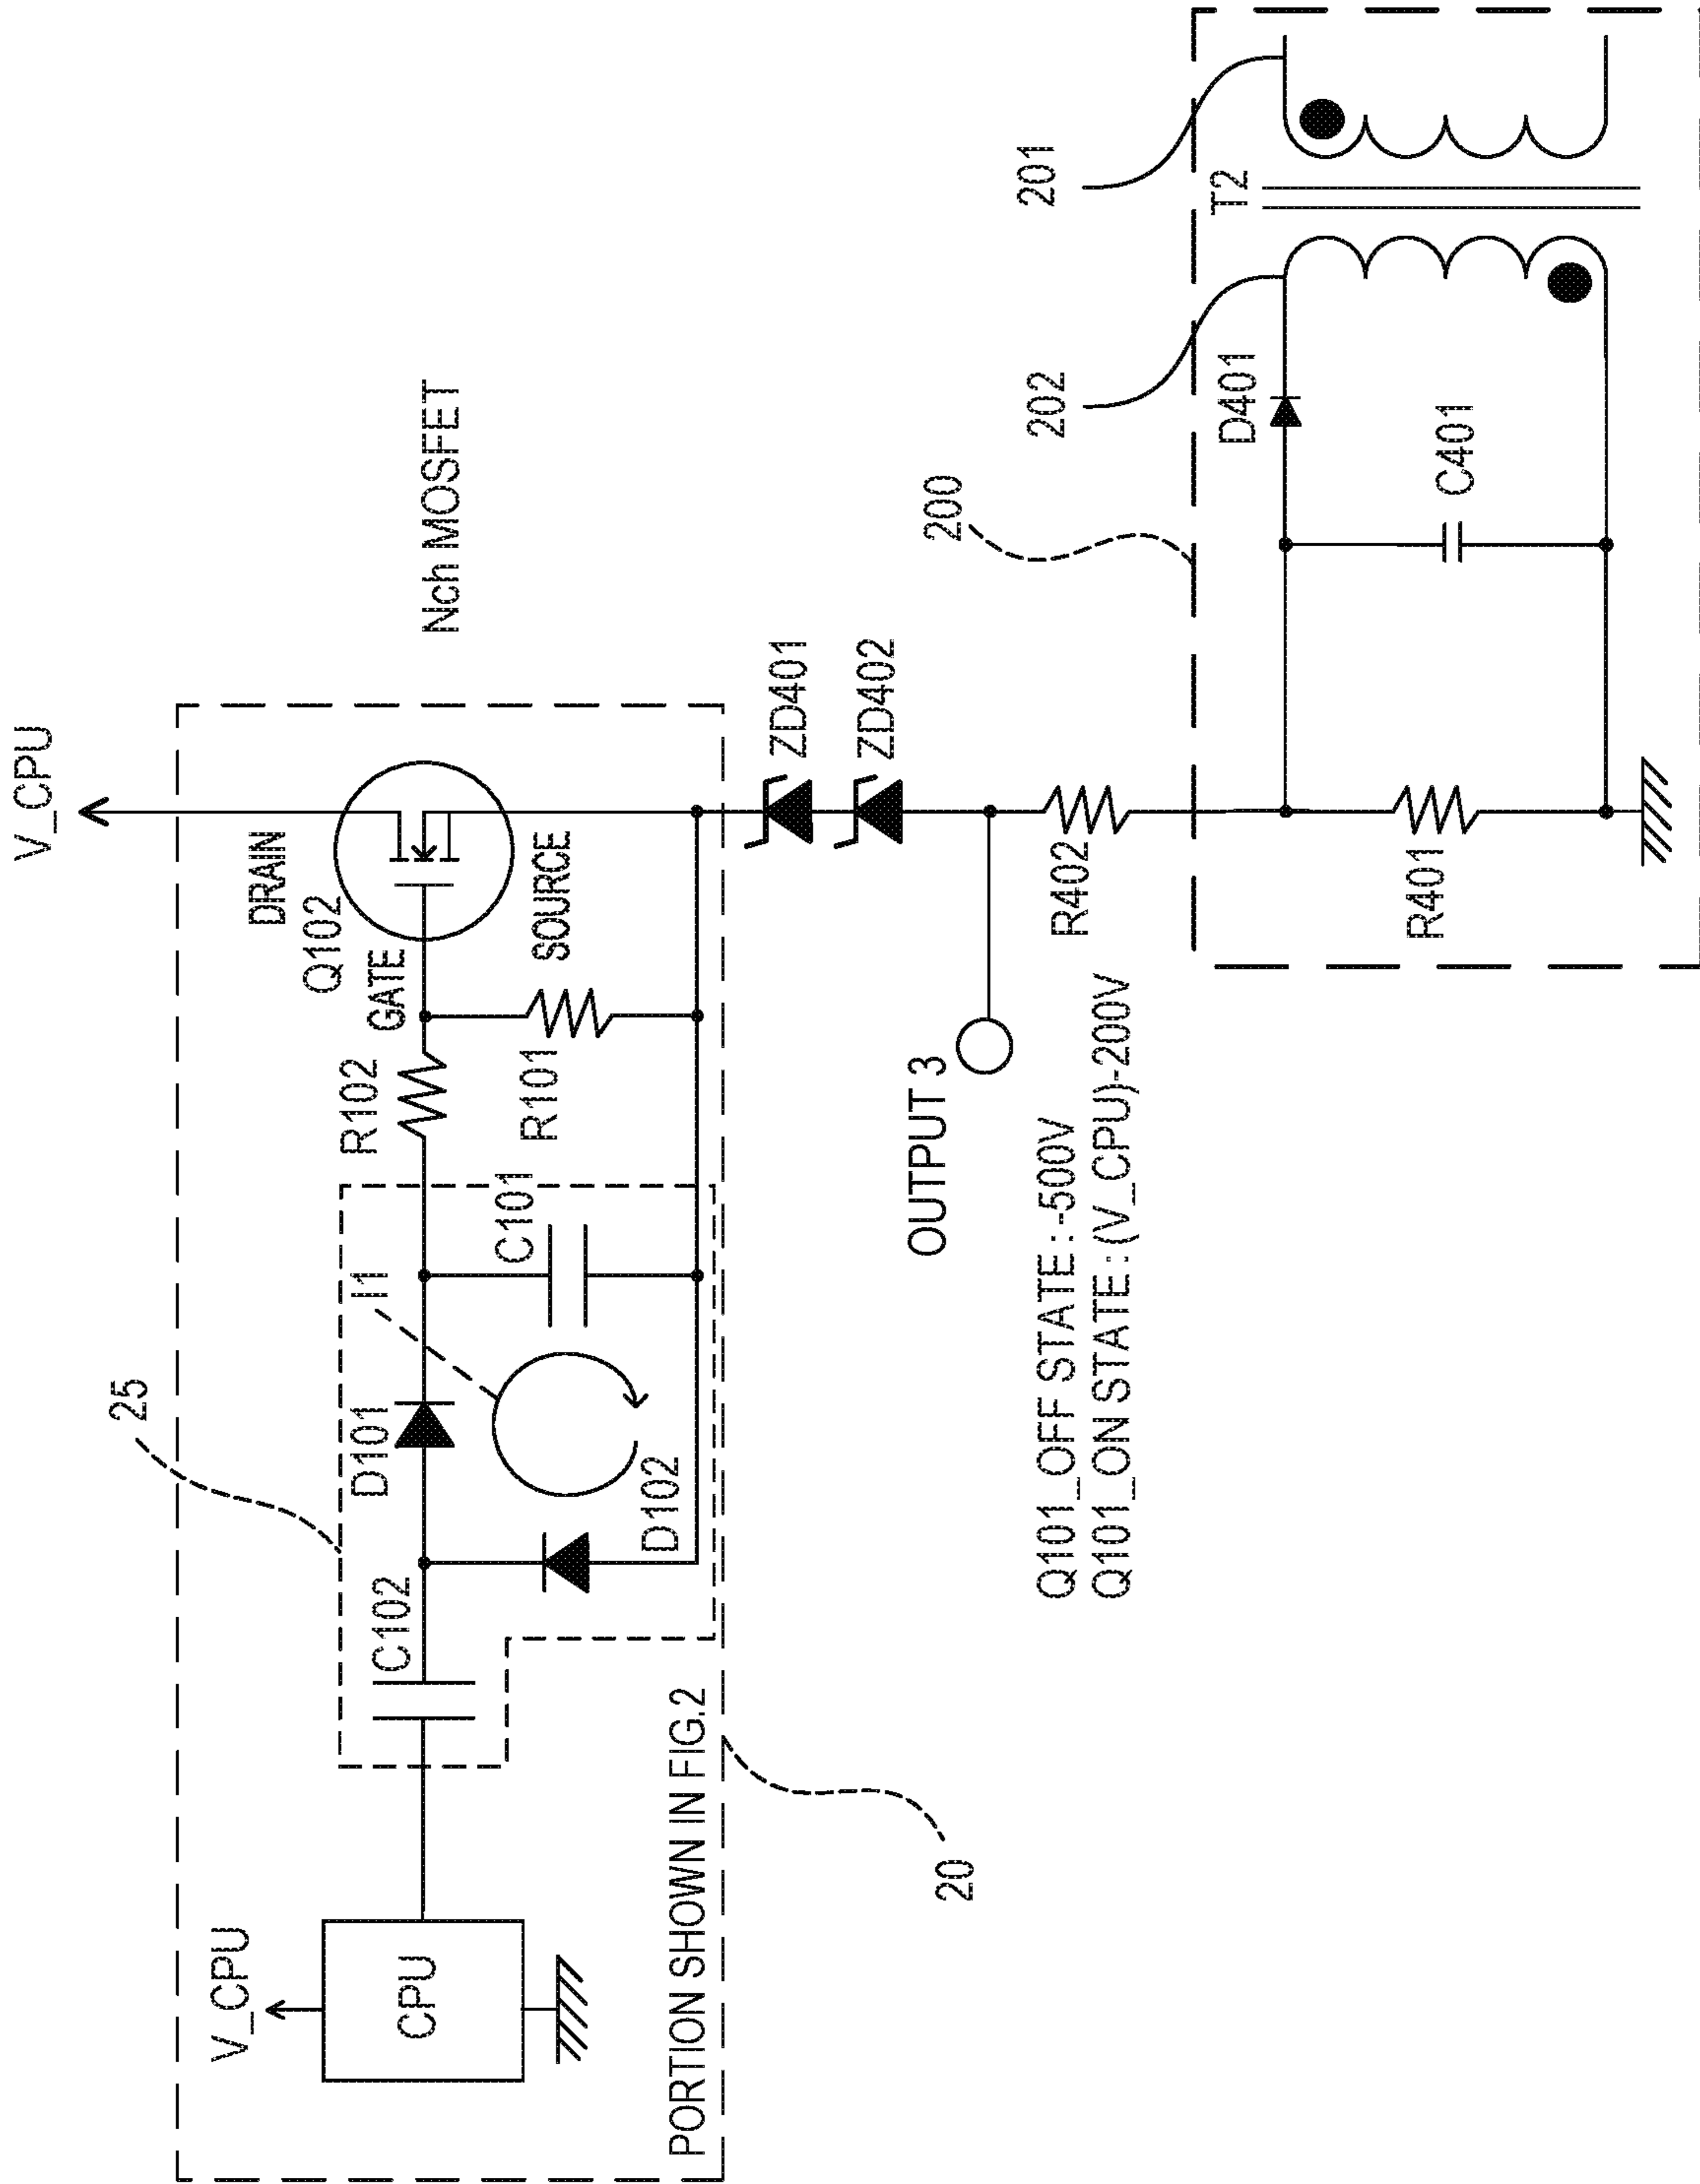 V_CPU
CPU
25
C102
D101
D102
I1
C101
R102
R101
GATE
Q102
DRAIN
SOURCE
V_CPU
Nch MOSFET
PORTION SHOWN IN FIG.2
20
ZD401
ZD402
OUTPUT 3
Q101_OFF STATE : -500V
Q101_ON STATE : (V_CPU)-200V
R402
R401
200
D401
C401
202
201
T2